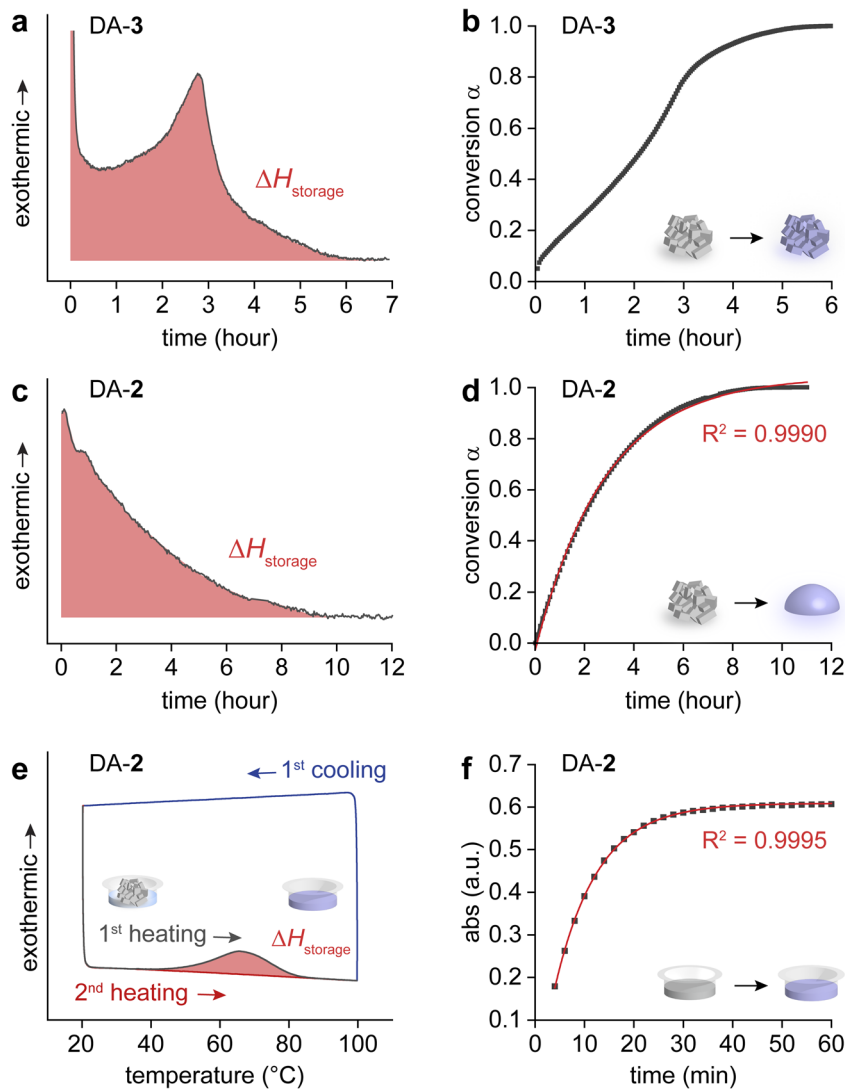 a DA-3
exothermic →
ΔH storage
0 1 2 3 4 5 6 7
time (hour)
b DA-3
conversion α
1.0
0.8
0.6
0.4
0.2
0.0
0 1 2 3 4 5 6
time (hour)
c DA-2
exothermic →
ΔH storage
0 2 4 6 8 10 12
time (hour)
d DA-2
conversion α
1.0
0.8
0.6
0.4
0.2
0.0
R² = 0.9990
0 2 4 6 8 10 12
time (hour)
e DA-2
exothermic →
← 1st cooling
1st heating →
ΔH storage
2nd heating →
20 40 60 80 100
temperature (°C)
f DA-2
abs (a.u.)
0.7
0.6
0.5
0.4
0.3
0.2
0.1
R² = 0.9995
0 10 20 30 40 50 60
time (min)